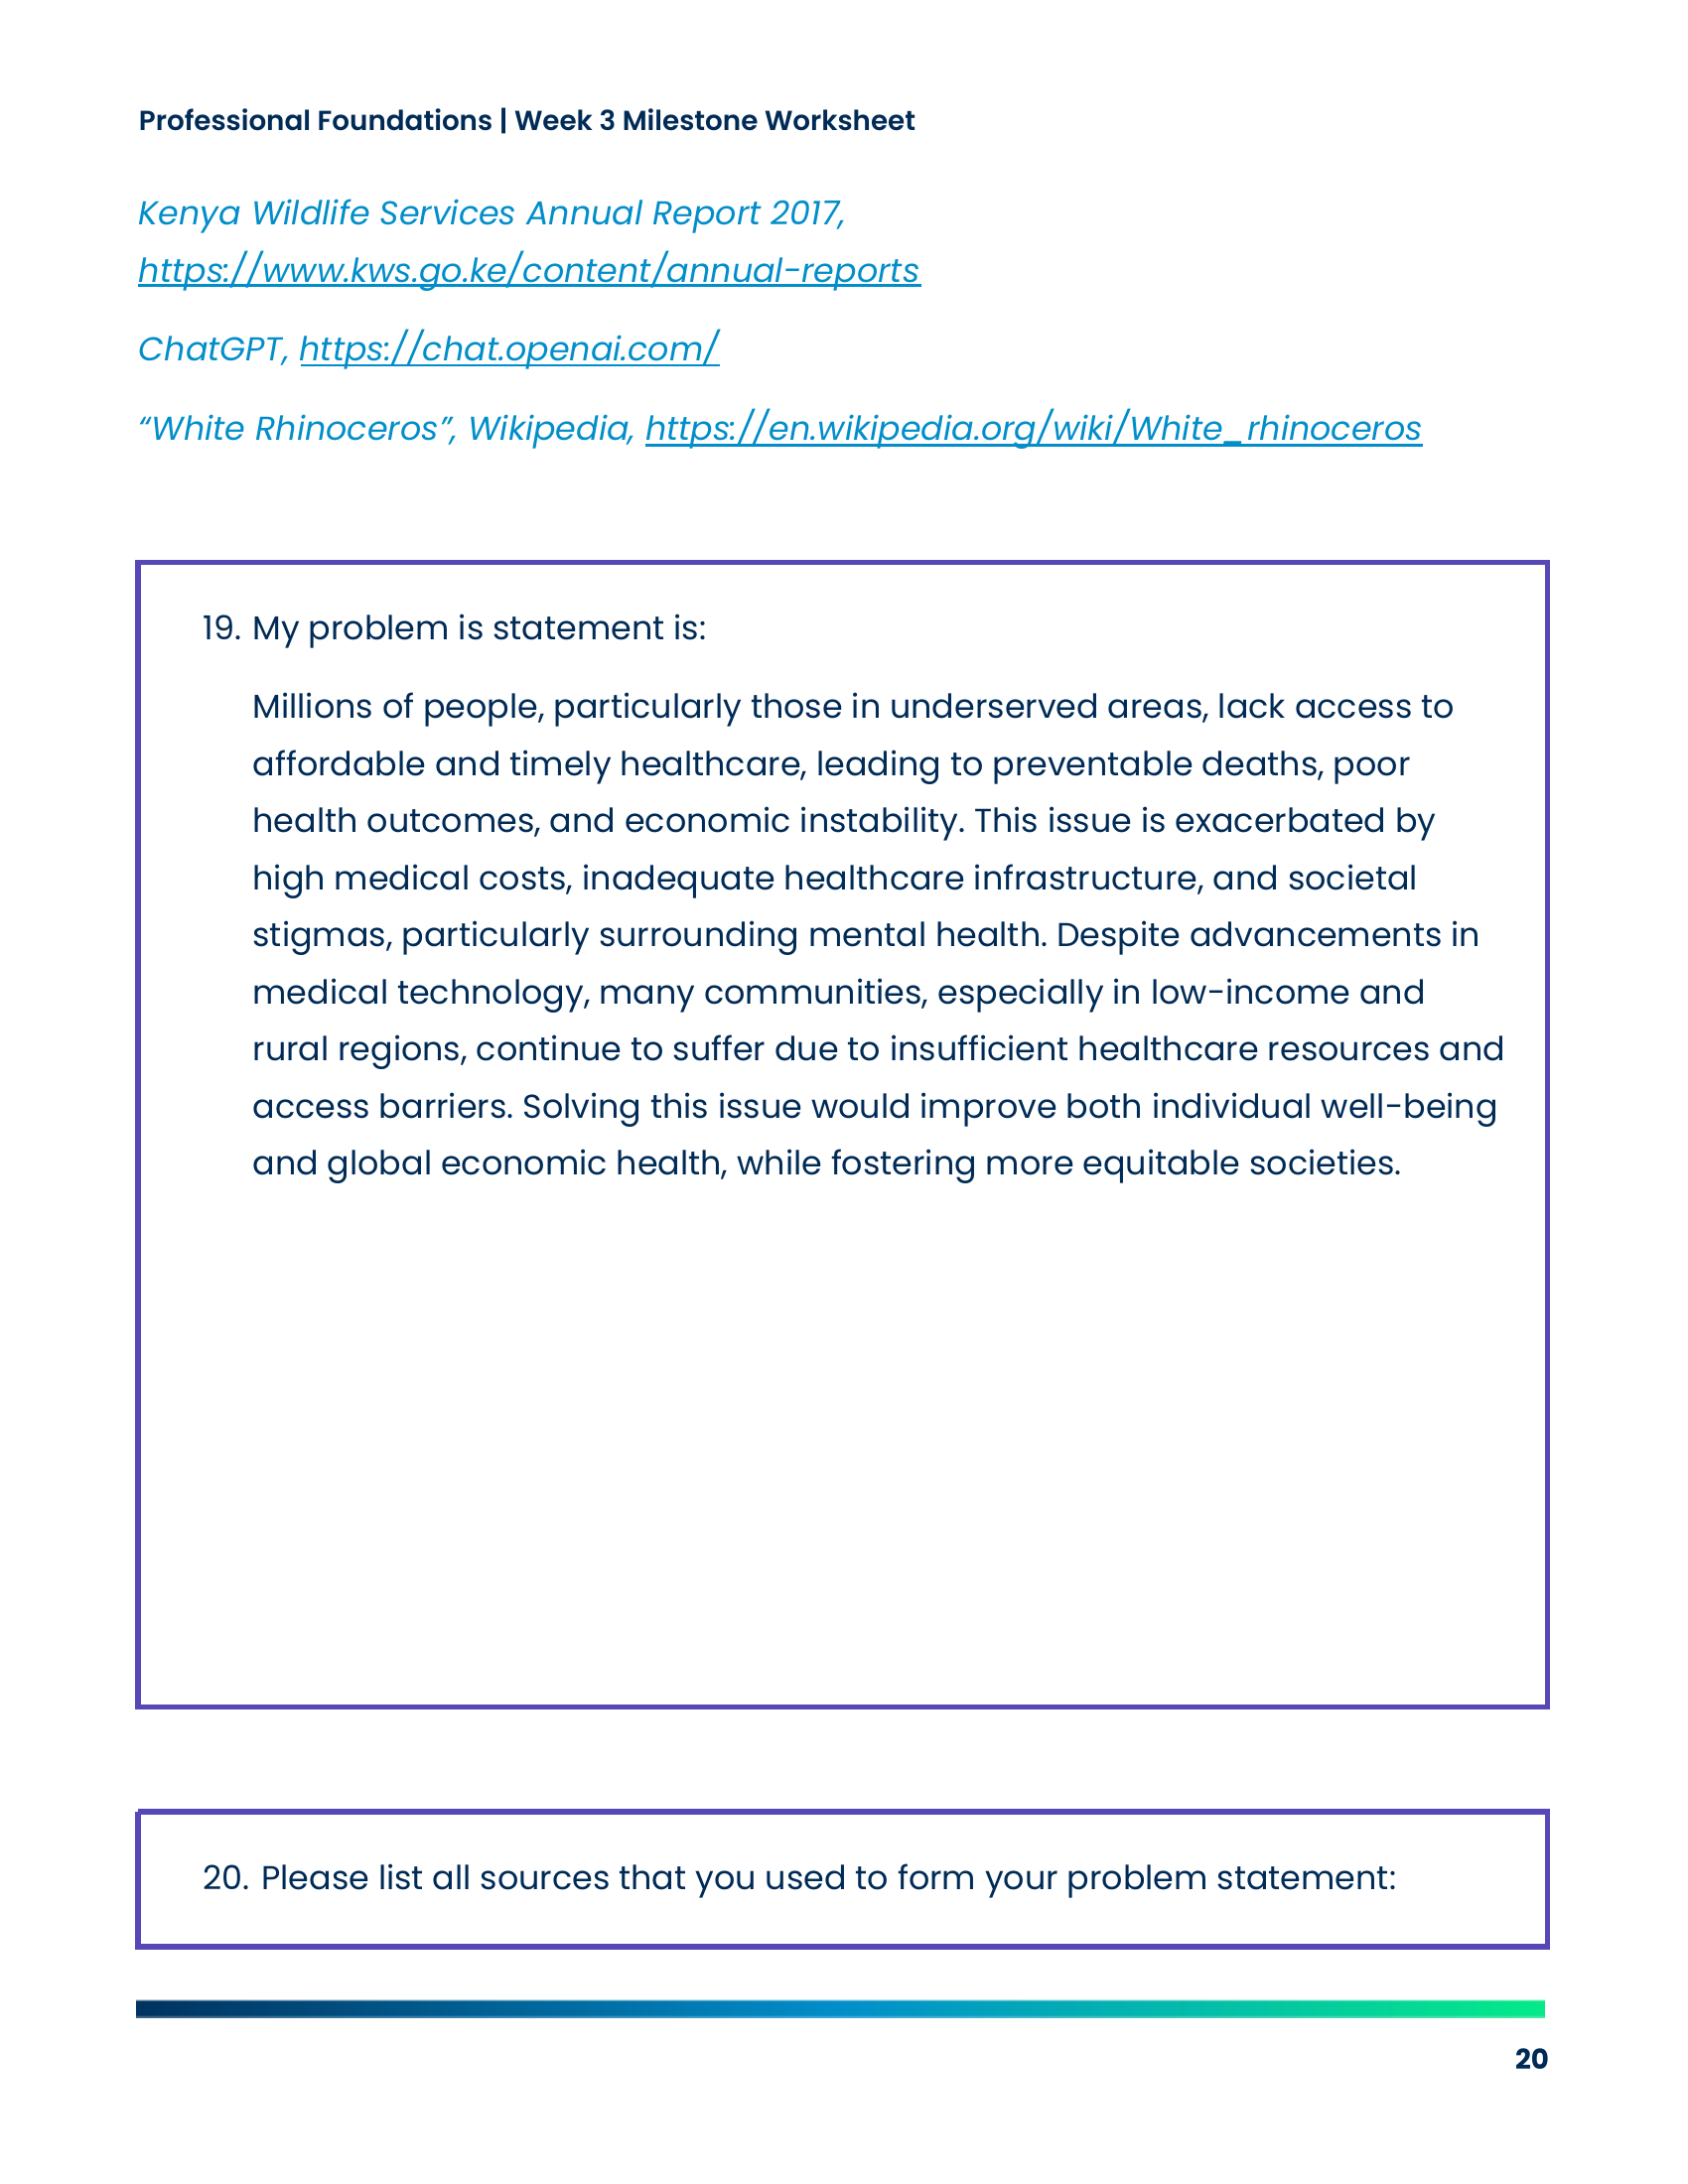 Professional Foundations | Week 3 Milestone Worksheet
Kenya Wildlife Services Annual Report 2017,
https://www.kws.go.ke/content/annual-reports
ChatGPT, https://chat.openai.com/
“White Rhinoceros”, Wikipedia, https://en.wikipedia.org/wiki/White_rhinoceros
19. My problem is statement is:
Millions of people, particularly those in underserved areas, lack access to
affordable and timely healthcare, leading to preventable deaths, poor
health outcomes, and economic instability. This issue is exacerbated by
high medical costs, inadequate healthcare infrastructure, and societal
stigmas, particularly surrounding mental health. Despite advancements in
medical technology, many communities, especially in low-income and
rural regions, continue to suffer due to insufficient healthcare resources and
access barriers. Solving this issue would improve both individual well-being
and global economic health, while fostering more equitable societies.
20. Please list all sources that you used to form your problem statement:
20